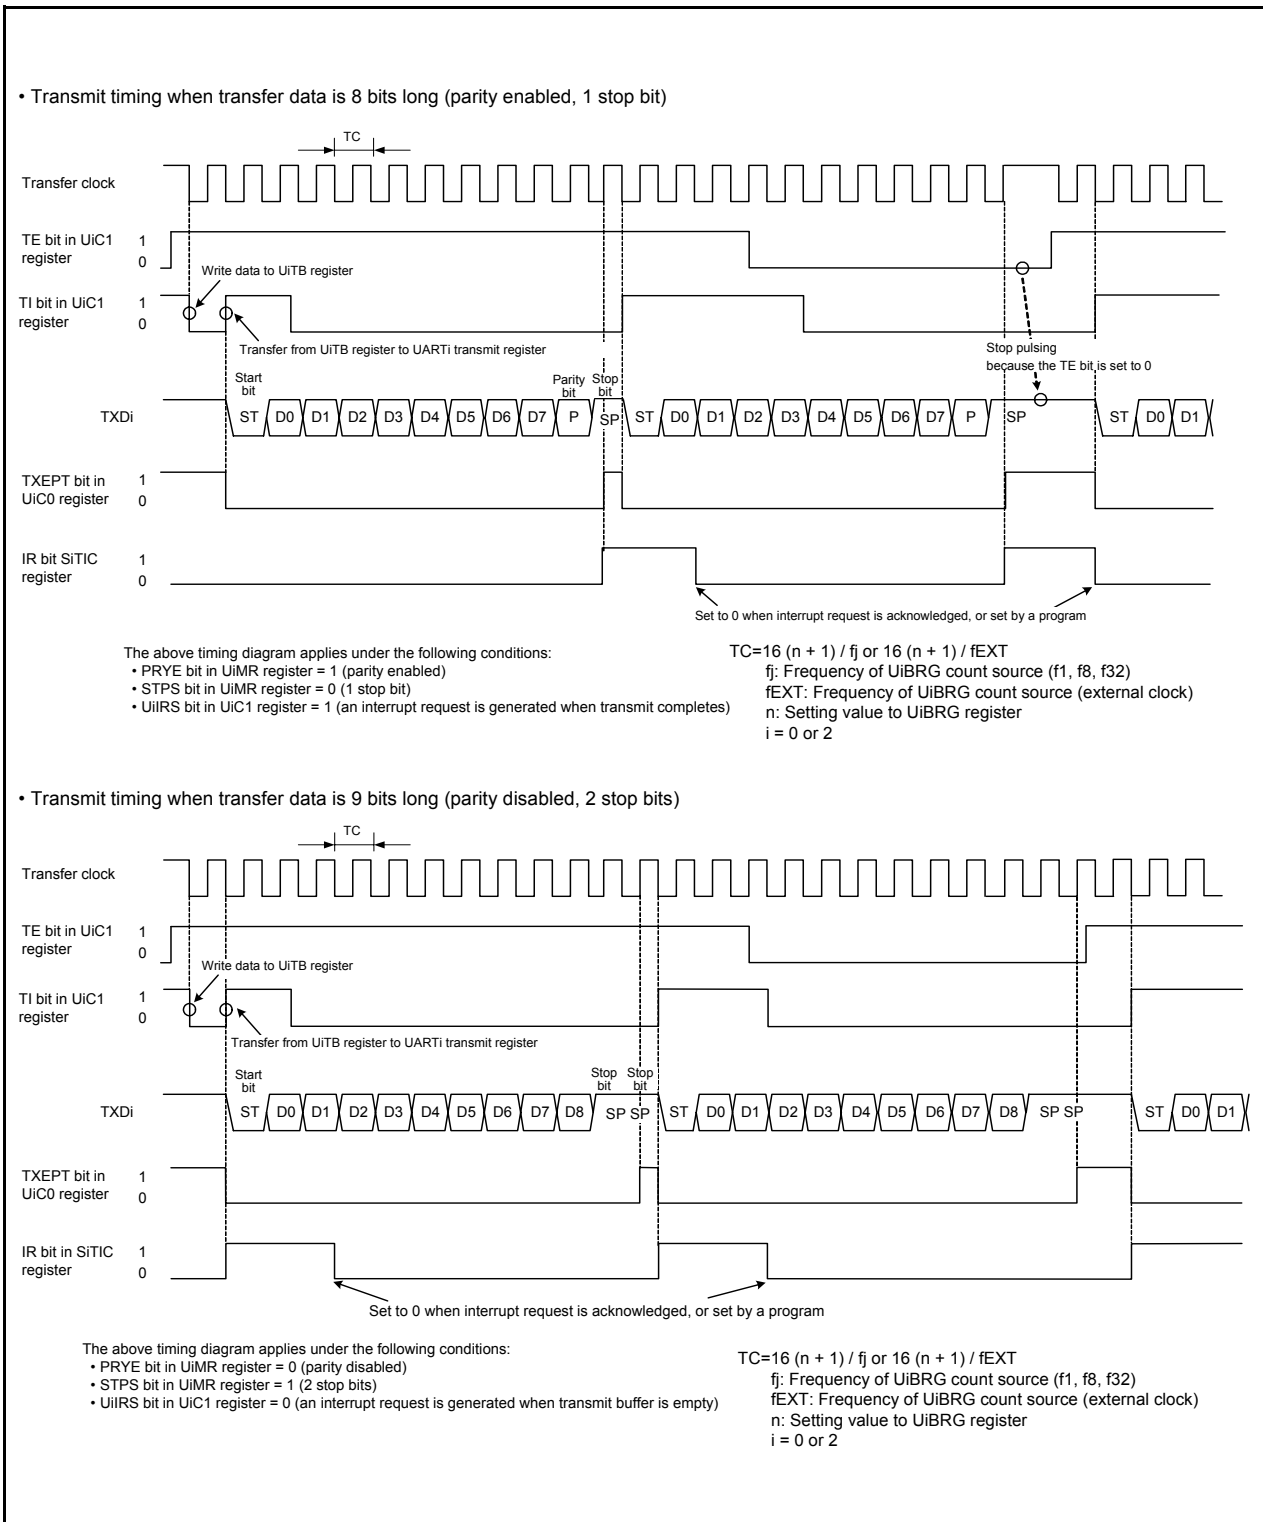 • Transmit timing when transfer data is 8 bits long (parity enabled, 1 stop bit)
TC
Transfer clock
TE bit in UiC1
register
1
0
Write data to UiTB register
TI bit in UiC1
register
1
0
Transfer from UiTB register to UARTi transmit register
Stop pulsing
because the TE bit is set to 0
Start
bit
Parity
bit
Stop
bit
TXDi
ST D0 D1 D2 D3 D4 D5 D6 D7 P SP ST D0 D1 D2 D3 D4 D5 D6 D7 P SP ST D0 D1
TXEPT bit in
UiC0 register
1
0
IR bit SiTIC
register
1
0
Set to 0 when interrupt request is acknowledged, or set by a program
The above timing diagram applies under the following conditions:
• PRYE bit in UiMR register = 1 (parity enabled)
• STPS bit in UiMR register = 0 (1 stop bit)
• UiIRS bit in UiC1 register = 1 (an interrupt request is generated when transmit completes)
TC=16 (n + 1) / fj or 16 (n + 1) / fEXT
fj: Frequency of UiBRG count source (f1, f8, f32)
fEXT: Frequency of UiBRG count source (external clock)
n: Setting value to UiBRG register
i = 0 or 2
• Transmit timing when transfer data is 9 bits long (parity disabled, 2 stop bits)
TC
Transfer clock
TE bit in UiC1
register
1
0
Write data to UiTB register
TI bit in UiC1
register
1
0
Transfer from UiTB register to UARTi transmit register
Start
bit
Stop
bit
Stop
bit
TXDi
ST D0 D1 D2 D3 D4 D5 D6 D7 D8 SP SP ST D0 D1 D2 D3 D4 D5 D6 D7 D8 SP SP ST D0 D1
TXEPT bit in
UiC0 register
1
0
IR bit in SiTIC
register
1
0
Set to 0 when interrupt request is acknowledged, or set by a program
The above timing diagram applies under the following conditions:
• PRYE bit in UiMR register = 0 (parity disabled)
• STPS bit in UiMR register = 1 (2 stop bits)
• UiIRS bit in UiC1 register = 0 (an interrupt request is generated when transmit buffer is empty)
TC=16 (n + 1) / fj or 16 (n + 1) / fEXT
fj: Frequency of UiBRG count source (f1, f8, f32)
fEXT: Frequency of UiBRG count source (external clock)
n: Setting value to UiBRG register
i = 0 or 2